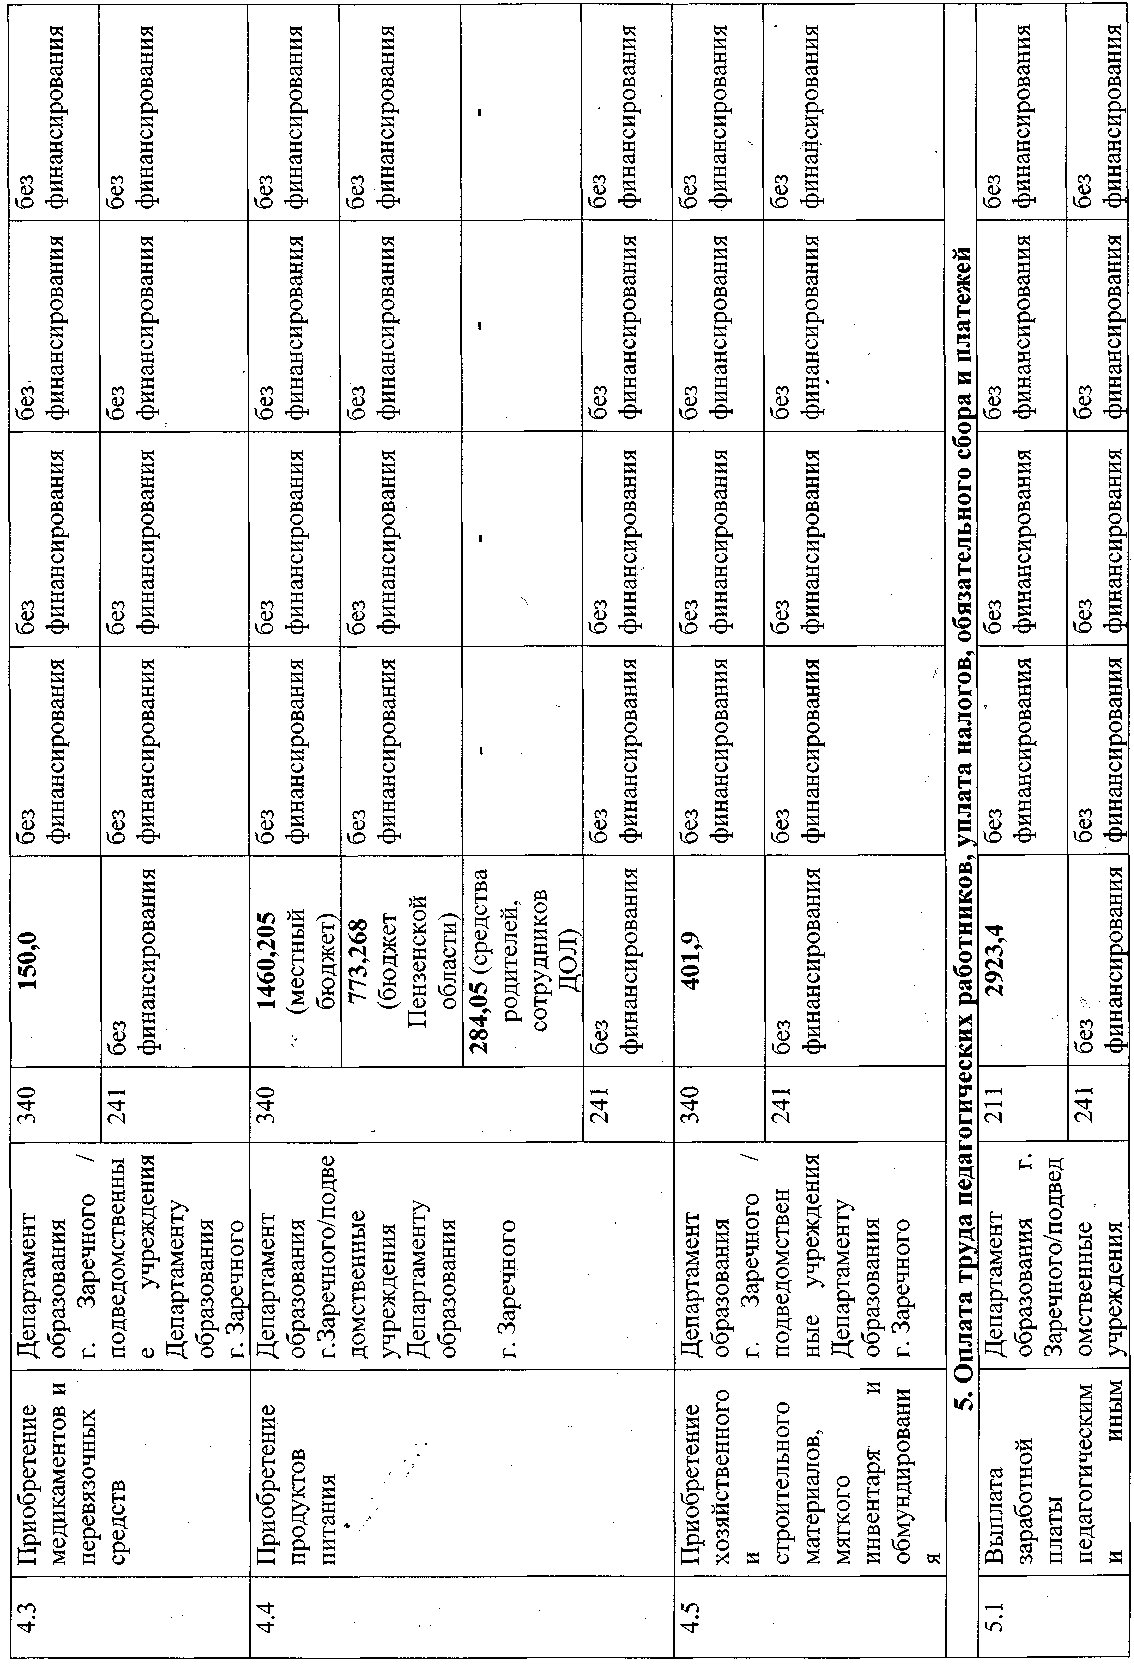 4.3
Приобретение
медикаментов и
перевязочных
средств
Департамент
образования
г. Заречного /
подведомственны
е учреждения
Департаменту
образования
г. Заречного
340
150,0
без
финансирования
без
финансирования
без
финансирования
без
финансирования
241
без
финансирования
без
финансирования
без
финансирования
без
финансирования
без
финансирования
4.4
Приобретение
продуктов
питания
Департамент
образования
г.Заречного/подве
домственные
учреждения
Департаменту
образования
г. Заречного
340
1460,205
(местный
бюджет)
без
финансирования
без
финансирования
без
финансирования
без
финансирования
773,268
(бюджет
Пензенской
области)
без
финансирования
без
финансирования
без
финансирования
без
финансирования
284,05 (средства
родителей,
сотрудников
ДОЛ)
-
-
-
-
241
без
финансирования
без
финансирования
без
финансирования
без
финансирования
без
финансирования
4.5
Приобретение
хозяйственного
и
строительного
материалов,
мягкого
инвентаря и
обмундировани
я
Департамент
образования
г. Заречного /
подведомствен
ные учреждения
Департаменту
образования
г. Заречного
340
401,9
без
финансирования
без
финансирования
без
финансирования
без
финансирования
241
без
финансирования
без
финансирования
без
финансирования
без
финансирования
без
финансирования
5. Оплата труда педагогических работников, уплата налогов, обязательного сбора и платежей
5.1
Выплата
заработной
платы
педагогическим
и иным
Департамент
образования г.
Заречного/подвед
омственные
учреждения
211
2923,4
без
финансирования
без
финансирования
без
финансирования
без
финансирования
241
без
финансирования
без
финансирования
без
финансирования
без
финансирования
без
финансирования